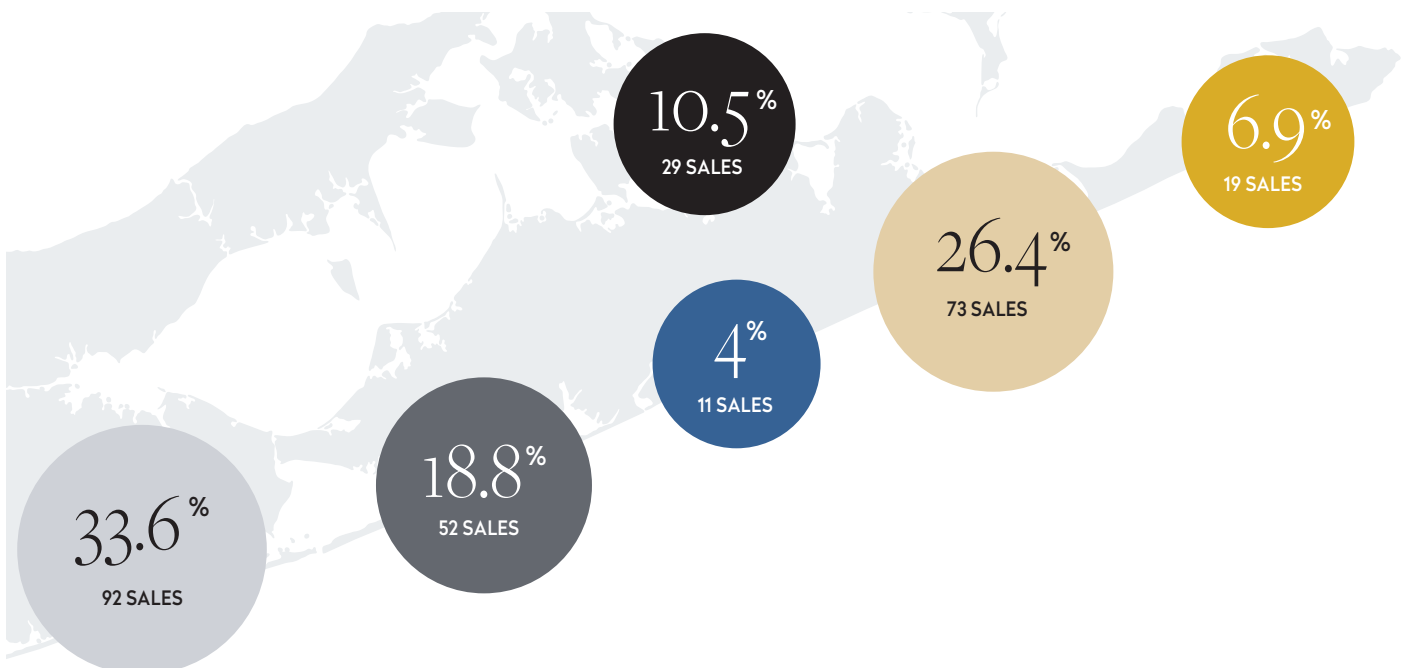 10.5%
29 SALES
6.9%
19 SALES
26.4%
73 SALES
4%
11 SALES
18.8%
52 SALES
33.6%
92 SALES